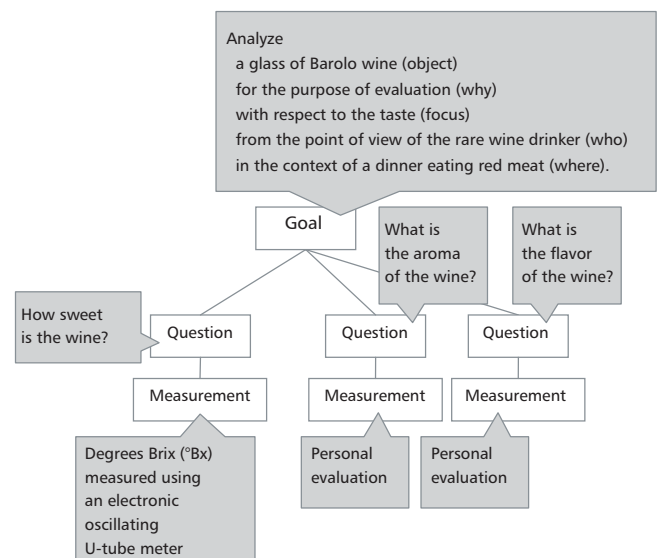 Analyze
a glass of Barolo wine (object)
for the purpose of evaluation (why)
with respect to the taste (focus)
from the point of view of the rare wine drinker (who)
in the context of a dinner eating red meat (where).
Goal
What is
the aroma
of the wine?
What is
the flavor
of the wine?
How sweet
is the wine?
Question
Question
Question
Measurement
Measurement
Measurement
Degrees Brix (°Bx)
measured using
an electronic
oscillating
U-tube meter
Personal
evaluation
Personal
evaluation